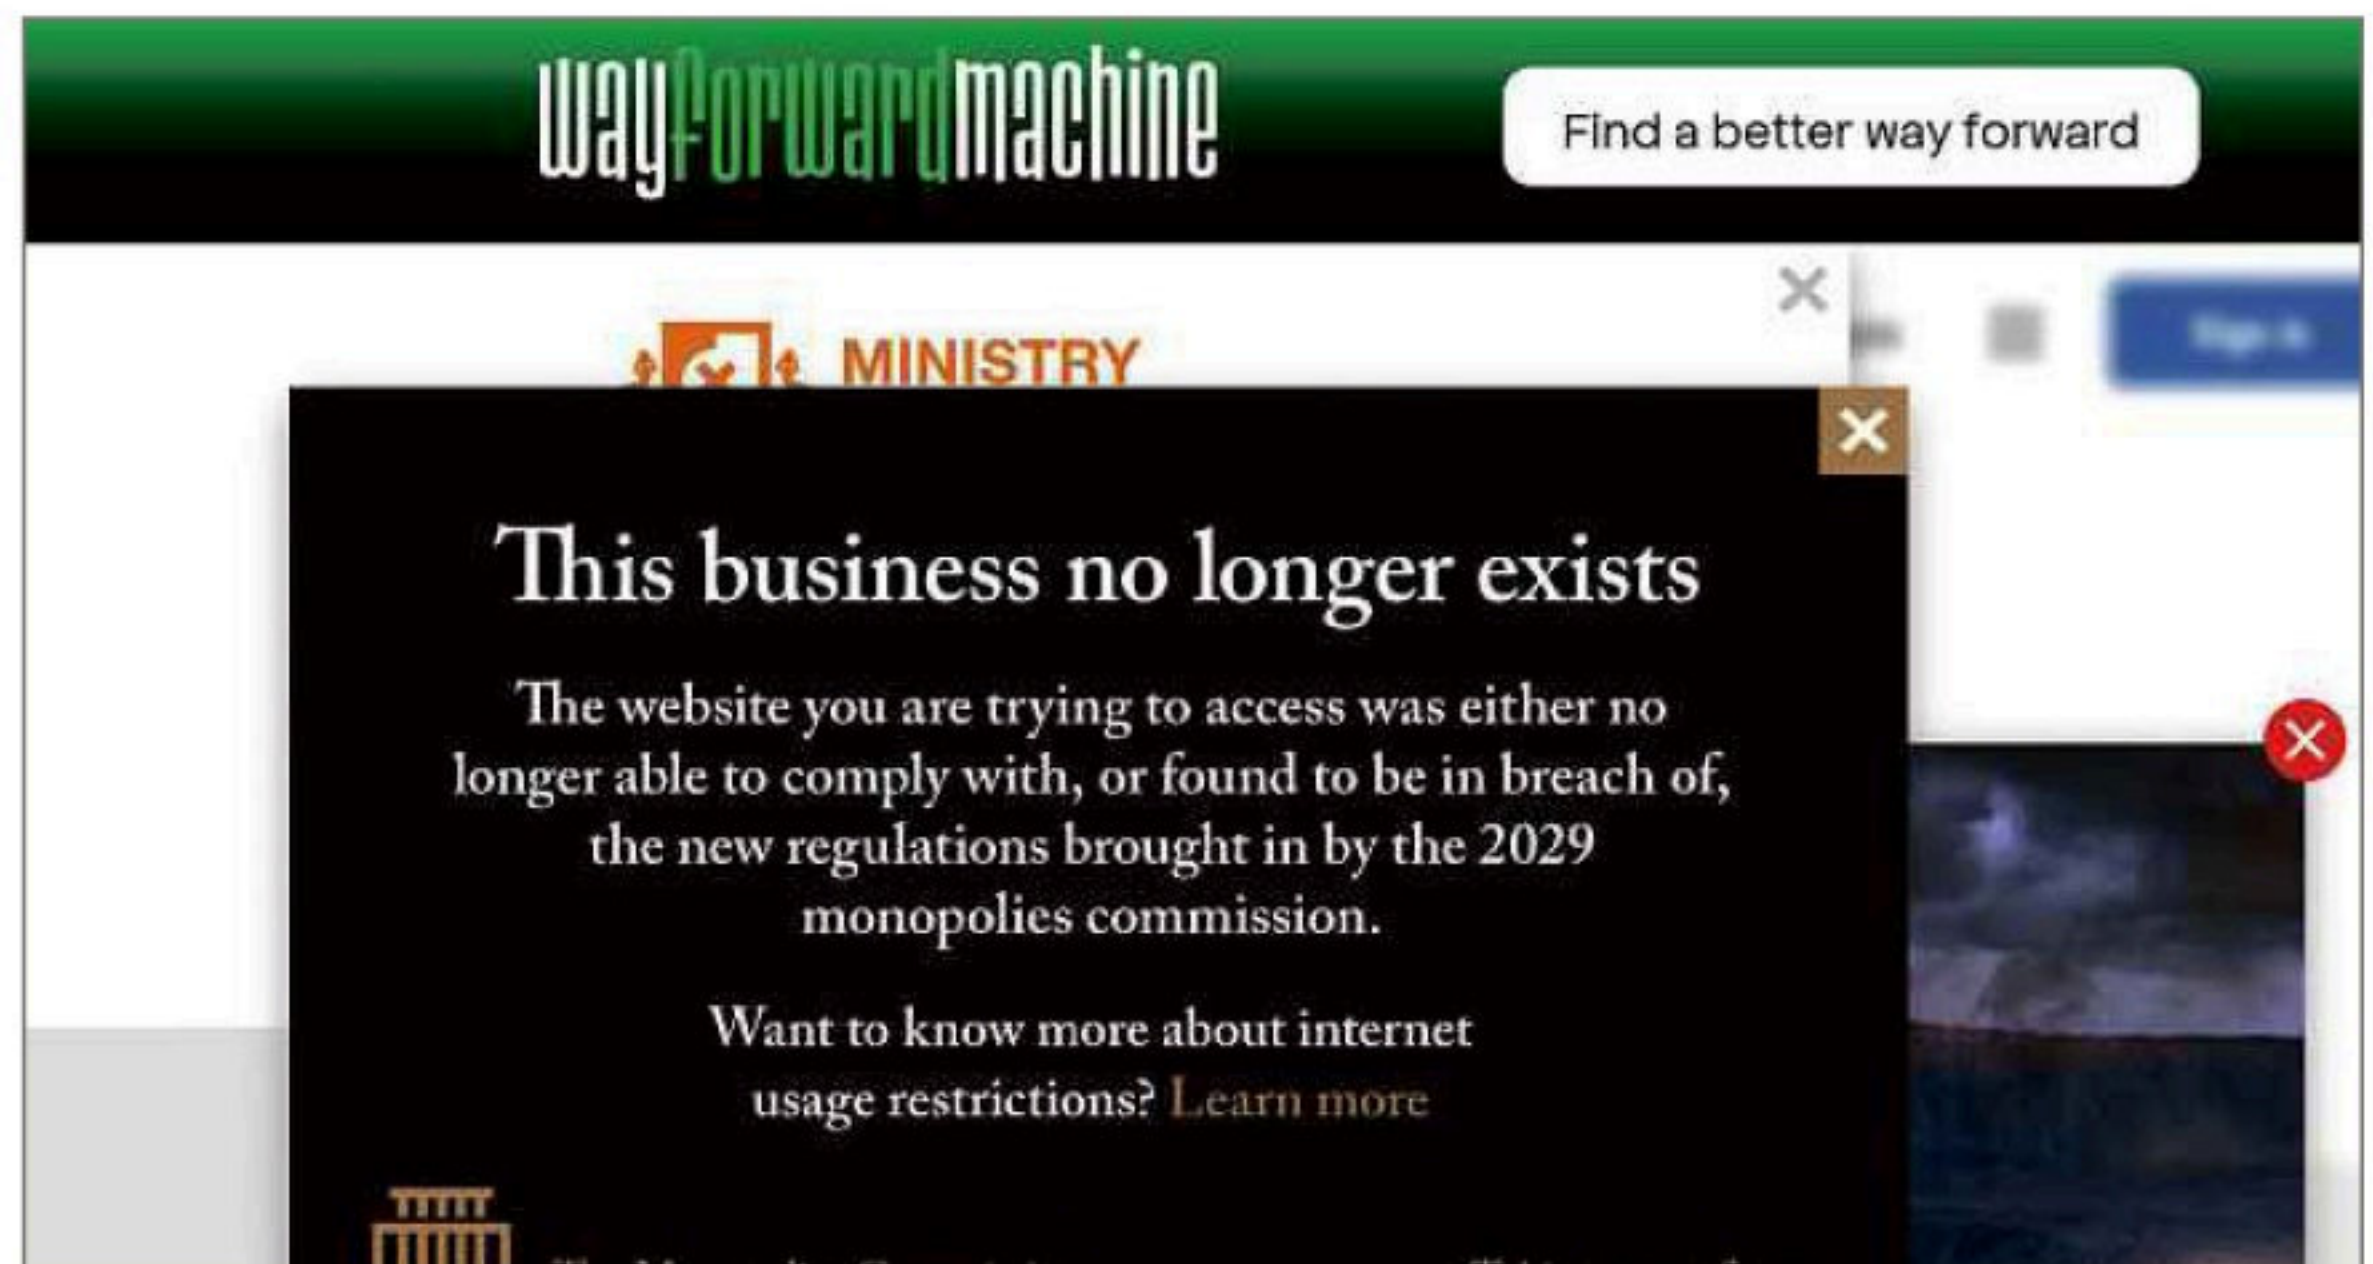 wayforwardmachine
Find a better way forward
Sign in
MINISTRY
This business no longer exists
The website you are trying to access was either no
longer able to comply with, or found to be in breach of,
the new regulations brought in by the 2029
monopolies commission.
Want to know more about internet
usage restrictions? Learn more